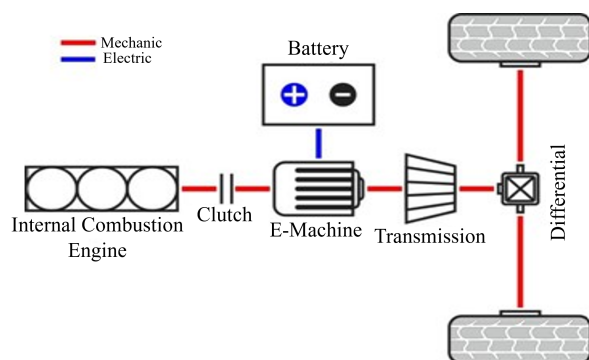 Mechanic
Electric
Battery
Clutch
Internal Combustion
Engine
E-Machine
Transmission
Differential